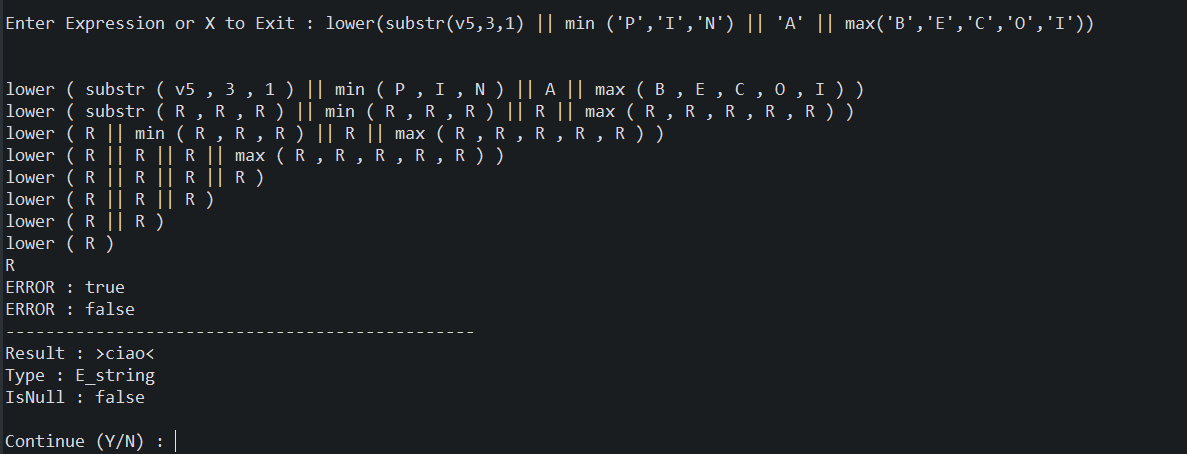 Enter Expression or X to Exit : lower(substr(v5,3,1) || min ('P','I','N') || 'A' || max('B','E','C','O','I'))
lower ( substr ( v5 , 3 , 1 ) || min ( P , I , N ) || A || max ( B , E , C , O , I ) )
lower ( substr ( R , R , R ) || min ( R , R , R ) || R || max ( R , R , R , R , R ) )
lower ( R || min ( R , R , R ) || R || max ( R , R , R , R , R ) )
lower ( R || R || R || max ( R , R , R , R , R ) )
lower ( R || R || R || R )
lower ( R || R || R )
lower ( R || R )
lower ( R )
R
ERROR : true
ERROR : false
-----------------------------------------------
Result : >ciao<
Type : E_string
IsNull : false
Continue (Y/N) :